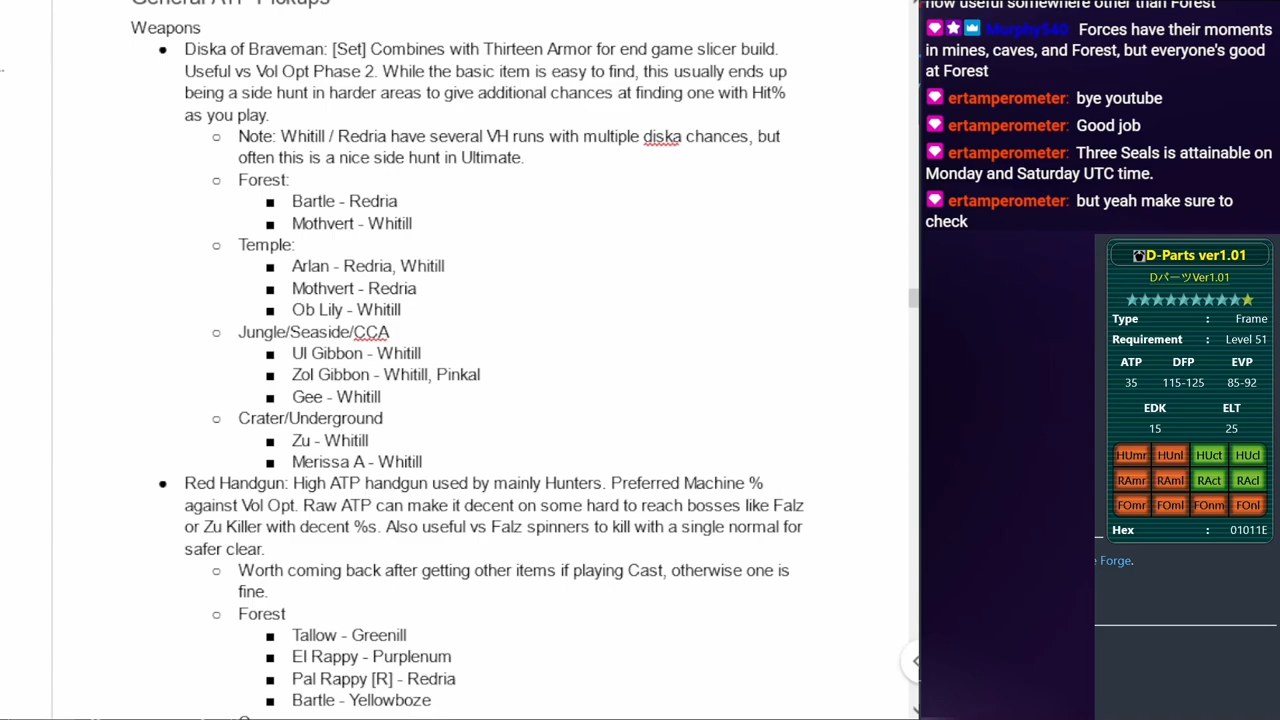 General ATP Pickups
Weapons
● Diska of Braveman: [Set] Combines with Thirteen Armor for end game slicer build.
Useful vs Vol Opt Phase 2. While the basic item is easy to find, this usually ends up
being a side hunt in harder areas to give additional chances at finding one with Hit%
as you play.
○ Note: Whitill / Redria have several VH runs with multiple diska chances, but
often this is a nice side hunt in Ultimate.
○ Forest:
■ Bartle - Redria
■ Mothvert - Whitill
○ Temple:
■ Arlan - Redria, Whitill
■ Mothvert - Redria
■ Ob Lily - Whitill
○ Jungle/Seaside/CCA
■ Ul Gibbon - Whitill
■ Zol Gibbon - Whitill, Pinkal
■ Gee - Whitill
○ Crater/Underground
■ Zu - Whitill
■ Merissa A - Whitill
● Red Handgun: High ATP handgun used by mainly Hunters. Preferred Machine %
against Vol Opt. Raw ATP can make it decent on some hard to reach bosses like Falz
or Zu Killer with decent %s. Also useful vs Falz spinners to kill with a single normal for
safer clear.
○ Worth coming back after getting other items if playing Cast, otherwise one is
fine.
○ Forest
■ Tallow - Greenill
■ El Rappy - Purplenum
■ Pal Rappy [R] - Redria
■ Bartle - Yellowboze
now useful somewhere other than Forest
Murphy540 Forces have their moments
in mines, caves, and Forest, but everyone's good
at Forest
ertamperometer: bye youtube
ertamperometer: Good job
ertamperometer: Three Seals is attainable on
Monday and Saturday UTC time.
ertamperometer: but yeah make sure to
check
D-Parts ver1.01
DパーツVer1.01
★★★★★★★★★★
Type : Frame
Requirement : Level 51
ATP DFP EVP
35 115-125 85-92
EDK ELT
15 25
HUmr HUnl HUct HUcl
RAmr RAml RAct RAcl
FOmr FOml FOnm FOnl
Hex : 01011E
Forge.